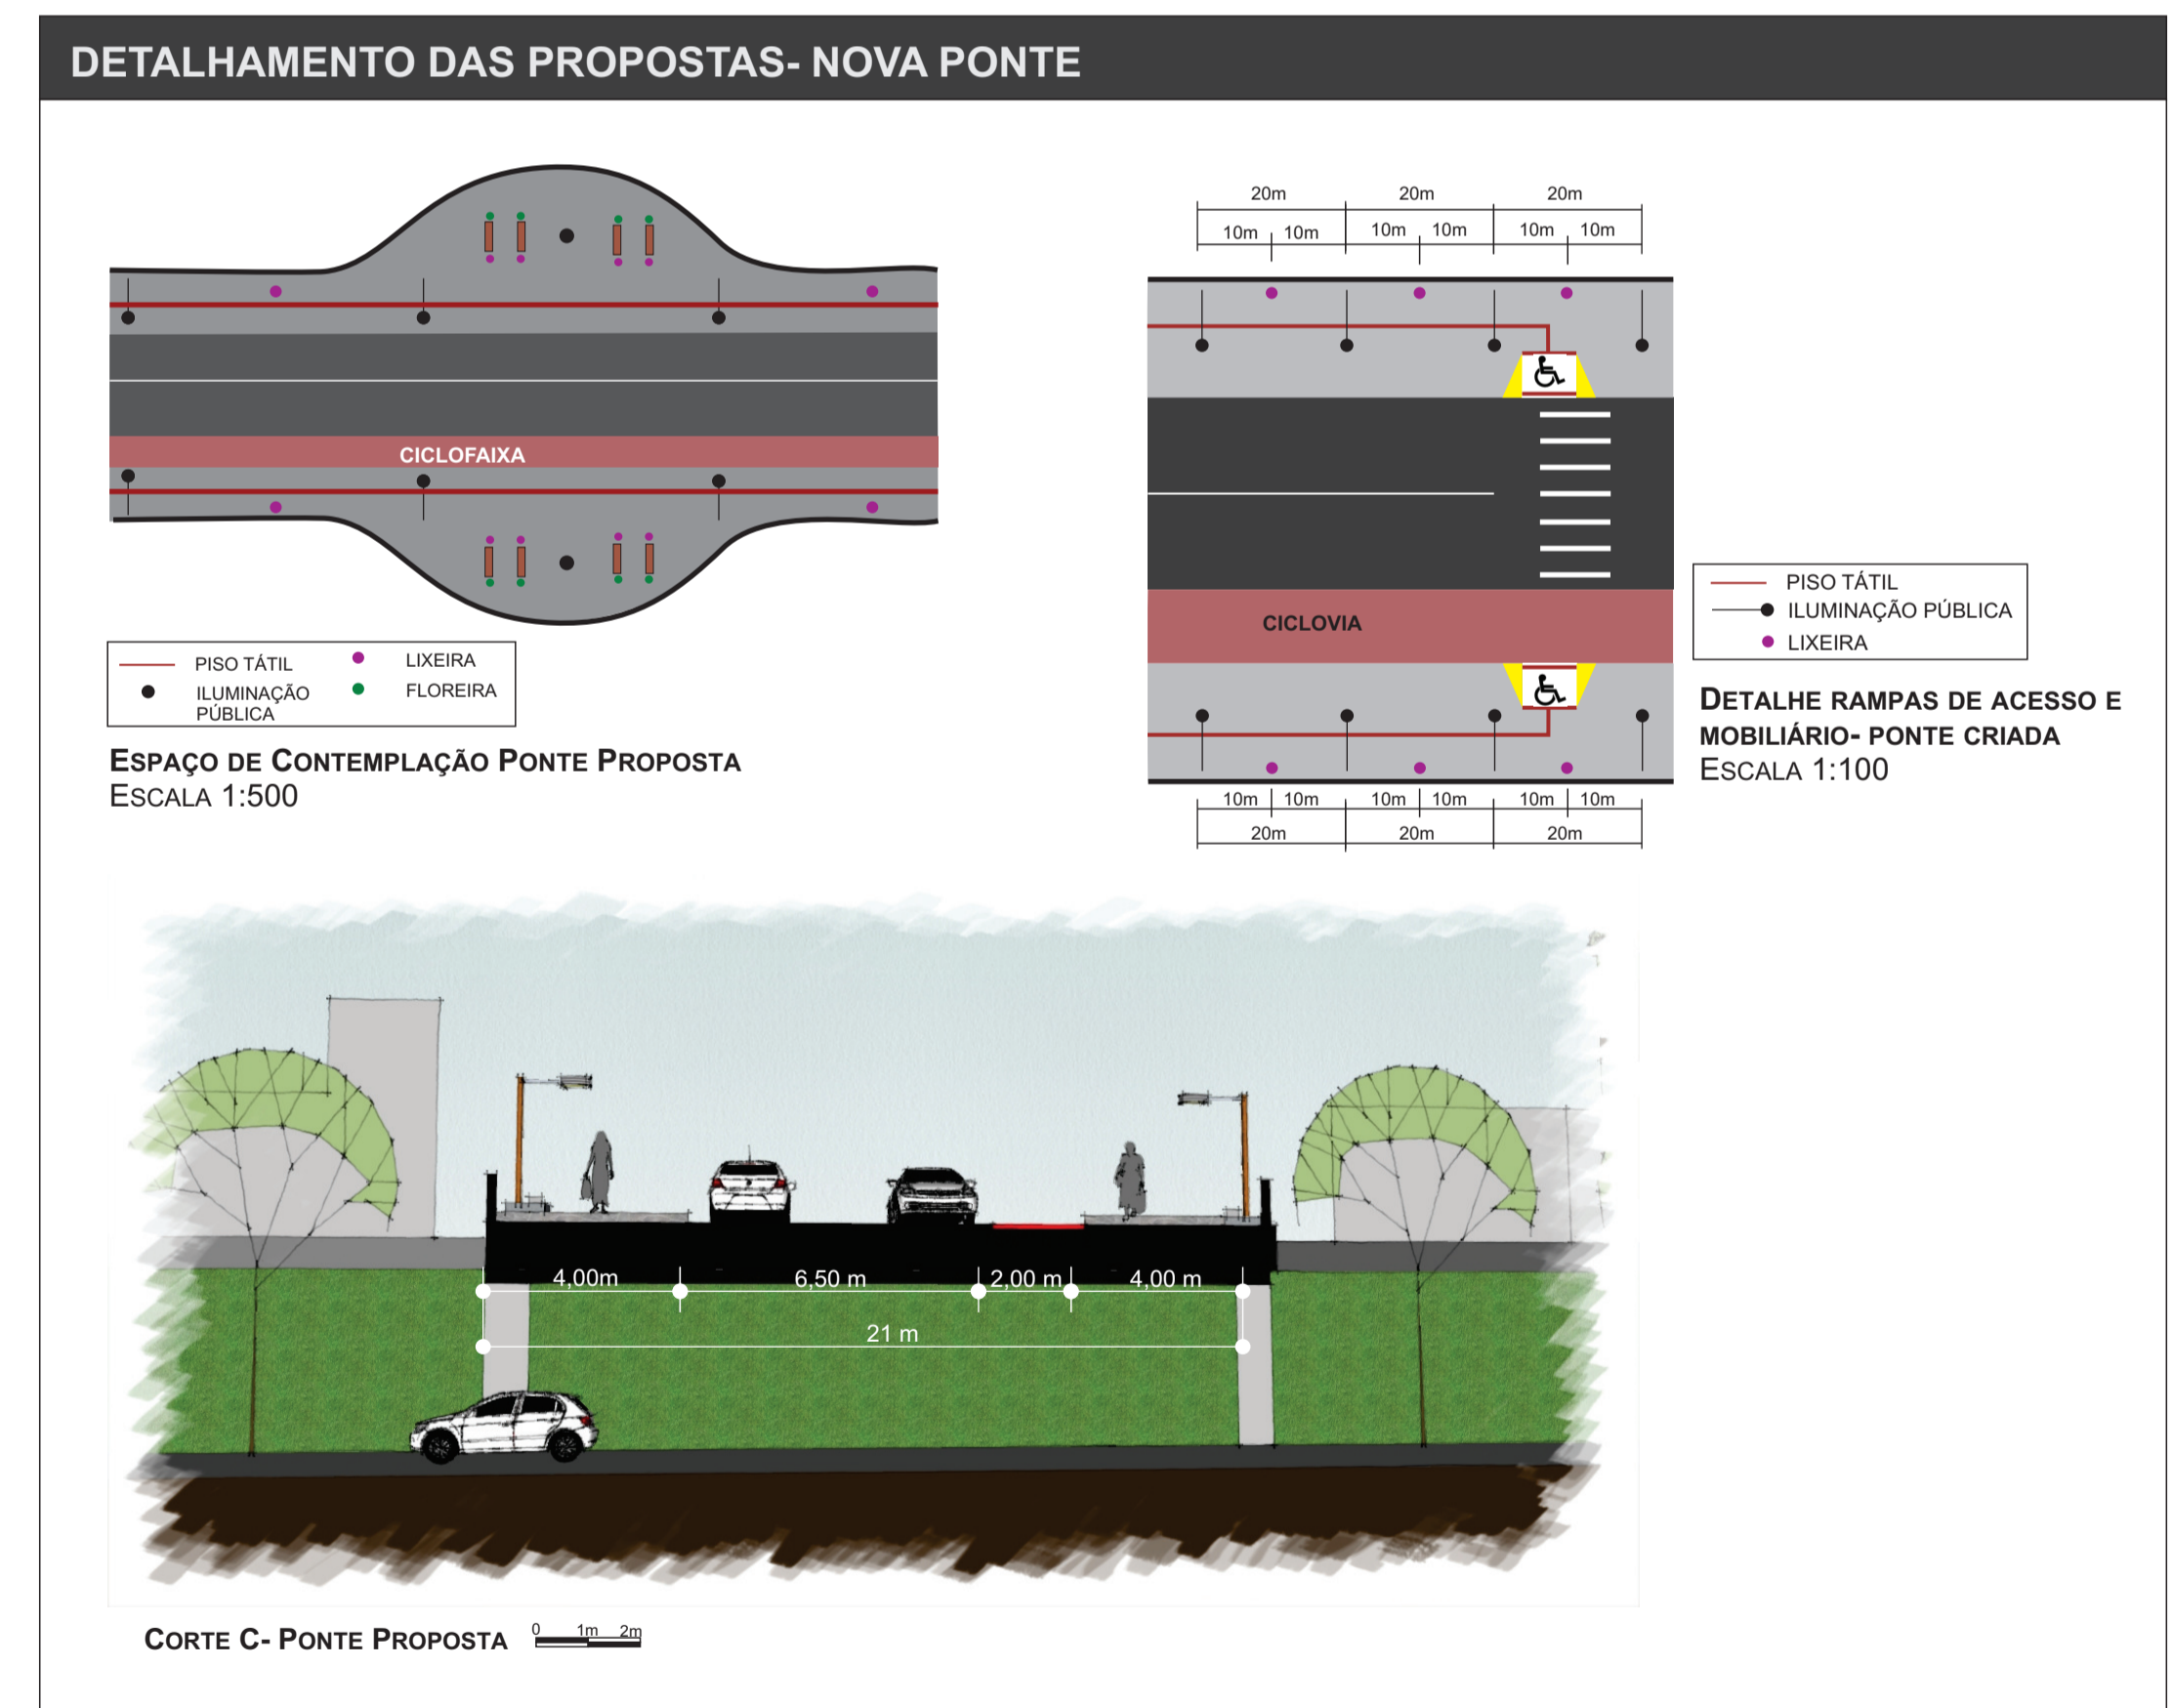 DETALHAMENTO DAS PROPOSTAS- NOVA PONTE
CICLOFAIXA
PISO TÁTIL
LIXEIRA
ILUMINAÇÃO
PÚBLICA
FLOREIRA
ESPAÇO DE CONTEMPLAÇÃO PONTE PROPOSTA
ESCALA 1:500
20m 20m 20m
10m 10m 10m 10m 10m 10m
CICLOVIA
10m 10m 10m 10m 10m 10m
20m 20m 20m
PISO TÁTIL
ILUMINAÇÃO PÚBLICA
LIXEIRA
DETALHE RAMPAS DE ACESSO E
MOBILIÁRIO- PONTE CRIADA
ESCALA 1:100
4,00m 6,50 m 2,00 m 4,00 m
21 m
CORTE C- PONTE PROPOSTA
0 1m 2m